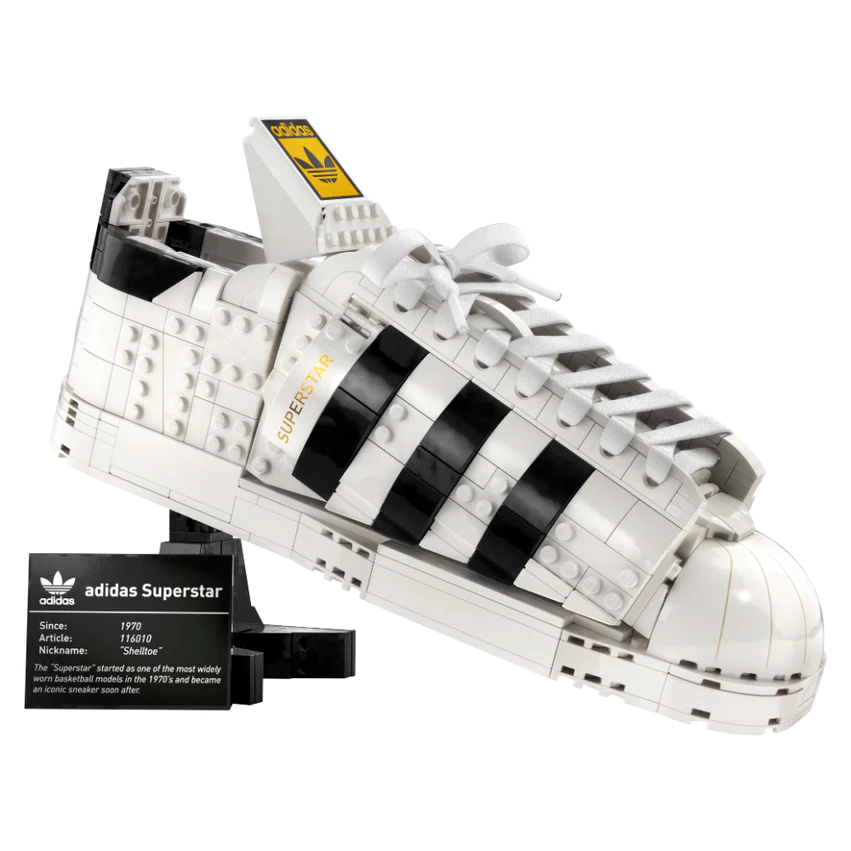 adidas
SUPERSTAR
adidas
adidas Superstar
Since: 1970
Article: 116010
Nickname: "Shelltoe"
The "Superstar" started as one of the most widely
worn basketball models in the 1970's and became
an iconic sneaker soon after.